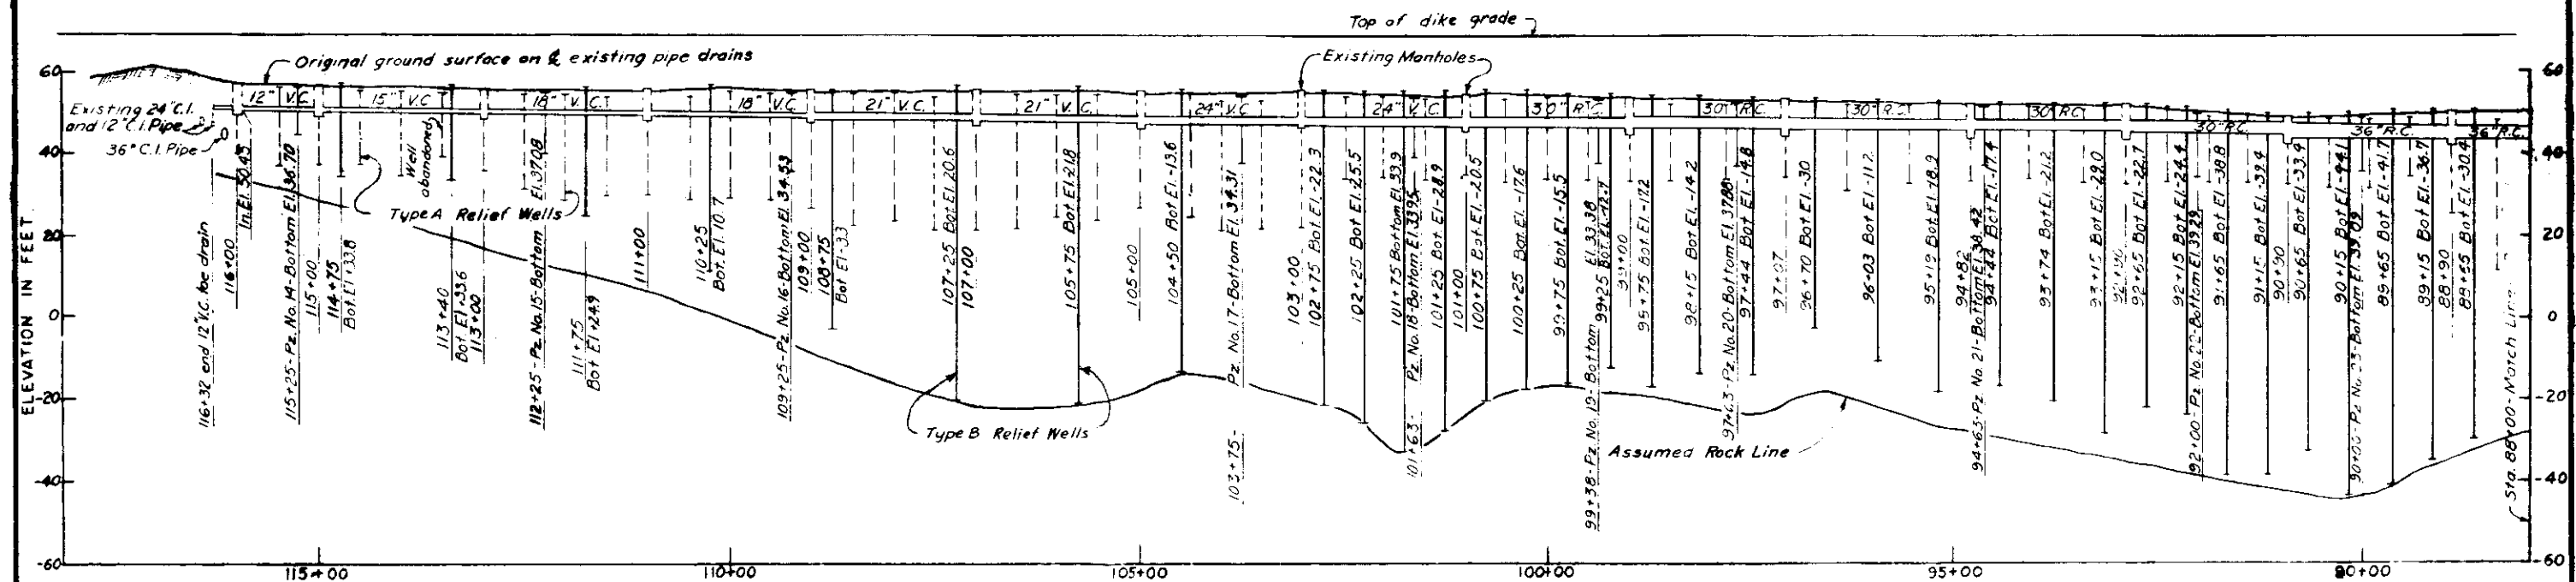 Top of dike grade
Original ground surface on ℄ existing pipe drains
Existing Manholes
60
40
20
0
-20
-40
-60
ELEVATION IN FEET
Existing 24" C.I.
and 12" C.I. Pipe
36" C.I. Pipe
12" V.C.
15" V.C
18" V.C.
18" V.C
21" V.C.
21" V.C.
24" V.C.
24" V.C.
30" R.C.
30" R.C.
30" R.C.
30" R.C.
30" R.C.
36" R.C.
36" R.C.
Well
abandoned
Type A Relief Wells
Type B Relief Wells
Assumed Rock Line
116+32 end 12" V.C. toe drain
116+00
In El. 50.45
115+25-Pz. No. 14-Bottom El. 36.70
115+00
114+75
Bot. El +33.8
113+40
Bot El +33.6
113+00
112+25-Pz. No. 15-Bottom El. 37.08
111+75
Bot El +24.9
111+00
110+25
Bot. El. 10.7
109+25-Pz. No. 16-Bottom El. 34.53
109+00
108+75
Bot El -3.3
107+25 Bot El. 20.6
107+00
105+75 Bot El. -21.8
105+00
104+50 Bot El. -13.6
103+75-
Pz. No. 17-Bottom El. 34.31
103+00
102+75 Bot El. -22.3
102+25 Bot El. -25.5
101+75 Bottom El. 33.9
101+63-
Pz. No. 18-Bottom El. 33.95
101+25 Bot El. -28.9
101+00
100+75 Bot El. -20.5
100+25 Bot El. -17.6
99+75 Bot El. -15.5
99+38-Pz. No. 19-Bottom El. 33.38
99+25 Bot El. -12.7
99+00
Bot El. -17.2
98+15 Bot El. -14.2
97+63-Pz. No. 20-Bottom El. 37.88
97+44 Bot El. -14.8
97+07
96+70 Bot El. -3.0
Bot El. -11.2
95+19 Bot El. -18.9
94+82
94+63-Pz. No. 21-Bottom El. 38.42
94+44 Bot El. -17.4
93+74 Bot El. -21.2
93+15 Bot El. -29.0
92+90
92+65 Bot El. -22.7
92+15 Bot El. -24.4
92+00-Pz. No. 22-Bottom El. 39.29
91+65 Bot El. -38.8
91+15 Bot El. -39.4
90+90
90+65 Bot El. -33.4
90+15 Bot El. -44.1
90+00-Pz. No. 23-Bottom El. 39.09
89+65 Bot El. -41.7
89+15 Bot El. -36.7
88+90
Bot El. -30.4
Sta. 88+00-Match Line
60
40
20
0
-20
-40
-60
115+00
110+00
105+00
100+00
95+00
90+00